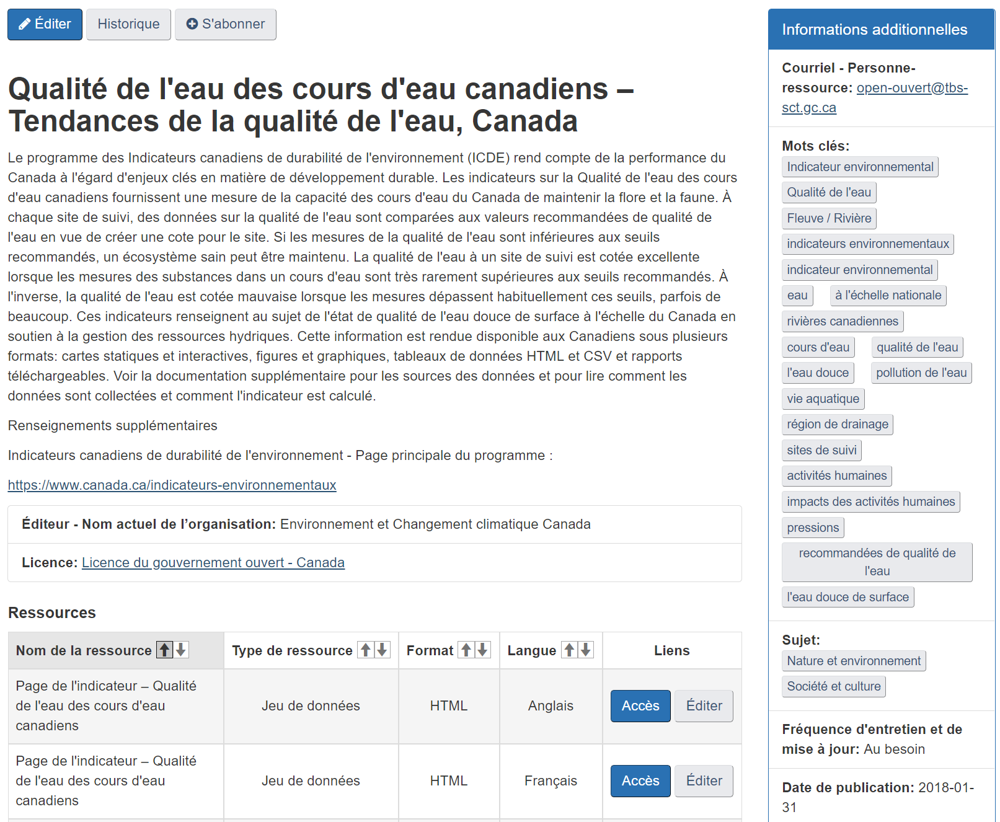 Éditer
Historique
S'abonner
Qualité de l'eau des cours d'eau canadiens –
Tendances de la qualité de l'eau, Canada
Le programme des Indicateurs canadiens de durabilité de l'environnement (ICDE) rend compte de la performance du
Canada à l'égard d'enjeux clés en matière de développement durable. Les indicateurs sur la Qualité de l'eau des cours
d'eau canadiens fournissent une mesure de la capacité des cours d'eau du Canada de maintenir la flore et la faune. À
chaque site de suivi, des données sur la qualité de l'eau sont comparées aux valeurs recommandées de qualité de
l'eau en vue de créer une cote pour le site. Si les mesures de la qualité de l'eau sont inférieures aux seuils
recommandés, un écosystème sain peut être maintenu. La qualité de l'eau à un site de suivi est cotée excellente
lorsque les mesures des substances dans un cours d'eau sont très rarement supérieures aux seuils recommandés. À
l'inverse, la qualité de l'eau est cotée mauvaise lorsque les mesures dépassent habituellement ces seuils, parfois de
beaucoup. Ces indicateurs renseignent au sujet de l'état de qualité de l'eau douce de surface à l'échelle du Canada en
soutien à la gestion des ressources hydriques. Cette information est rendue disponible aux Canadiens sous plusieurs
formats: cartes statiques et interactives, figures et graphiques, tableaux de données HTML et CSV et rapports
téléchargeables. Voir la documentation supplémentaire pour les sources des données et pour lire comment les
données sont collectées et comment l'indicateur est calculé.
Renseignements supplémentaires
Indicateurs canadiens de durabilité de l'environnement - Page principale du programme :
https://www.canada.ca/indicateurs-environnementaux
Éditeur - Nom actuel de l’organisation: Environnement et Changement climatique Canada
Licence: Licence du gouvernement ouvert - Canada
Ressources
Nom de la ressource Type de ressource Format Langue Liens
Page de l'indicateur – Qualité
de l'eau des cours d'eau
canadiens
Jeu de données HTML Anglais Accès Éditer
Page de l'indicateur – Qualité
de l'eau des cours d'eau
canadiens
Jeu de données HTML Français Accès Éditer
Informations additionnelles
Courriel - Personne-
ressource: open-ouvert@tbs-
sct.gc.ca
Mots clés:
Indicateur environnemental
Qualité de l'eau
Fleuve / Rivière
indicateurs environnementaux
indicateur environnemental
eau à l'échelle nationale
rivières canadiennes
cours d'eau qualité de l'eau
l'eau douce pollution de l'eau
vie aquatique
région de drainage
sites de suivi
activités humaines
impacts des activités humaines
pressions
recommandées de qualité de
l'eau
l'eau douce de surface
Sujet:
Nature et environnement
Société et culture
Fréquence d'entretien et de
mise à jour: Au besoin
Date de publication: 2018-01-
31